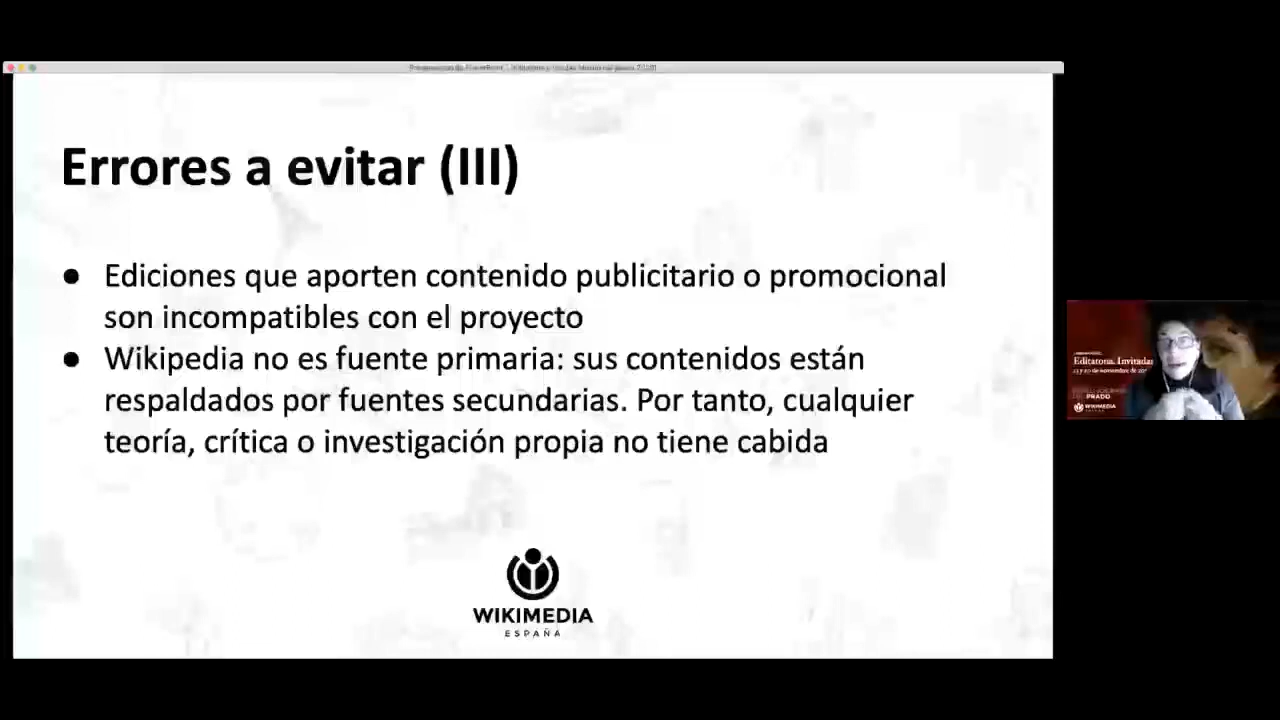 Errores a evitar (III)
● Ediciones que aporten contenido publicitario o promocional
son incompatibles con el proyecto
● Wikipedia no es fuente primaria: sus contenidos están
respaldados por fuentes secundarias. Por tanto, cualquier
teoría, crítica o investigación propia no tiene cabida
WIKIMEDIA
ESPAÑA
Editatona. Invitadas
PRADO
WIKIMEDIA